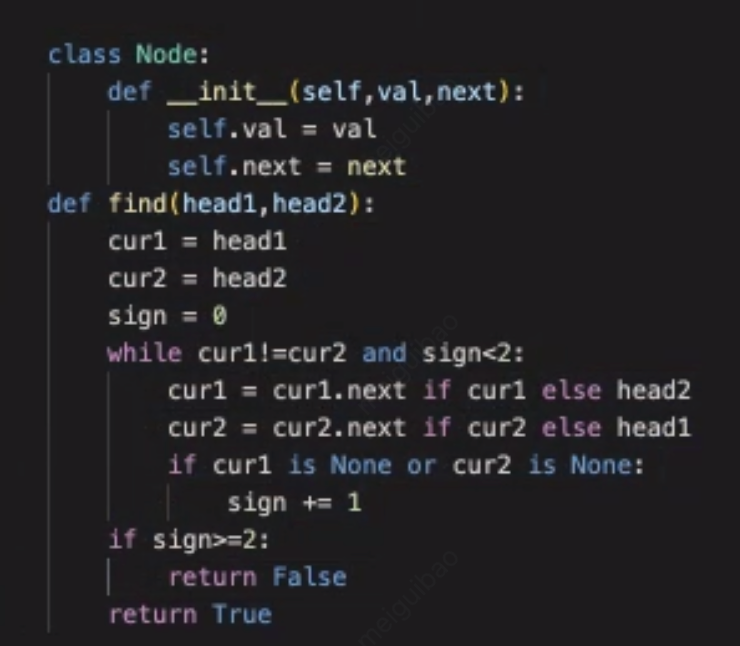 class Node:
    def __init__(self,val,next):
        self.val = val
        self.next = next
def find(head1,head2):
    cur1 = head1
    cur2 = head2
    sign = 0
    while cur1!=cur2 and sign<2:
        cur1 = cur1.next if cur1 else head2
        cur2 = cur2.next if cur2 else head1
        if cur1 is None or cur2 is None:
            sign += 1
    if sign>=2:
        return False
    return True
meiguibao
meiguibao
meiguibao